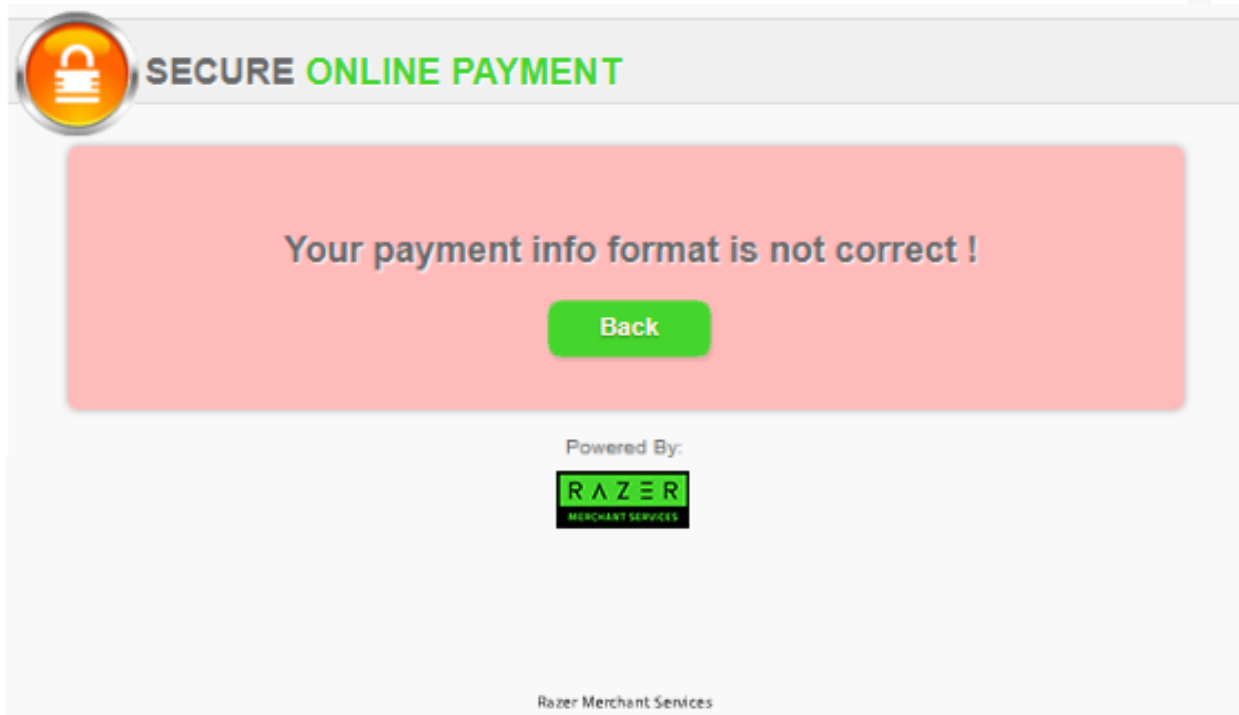 SECURE ONLINE PAYMENT
Your payment info format is not correct !
Back
Powered By:
RAZER
MERCHANT SERVICES
Razer Merchant Services